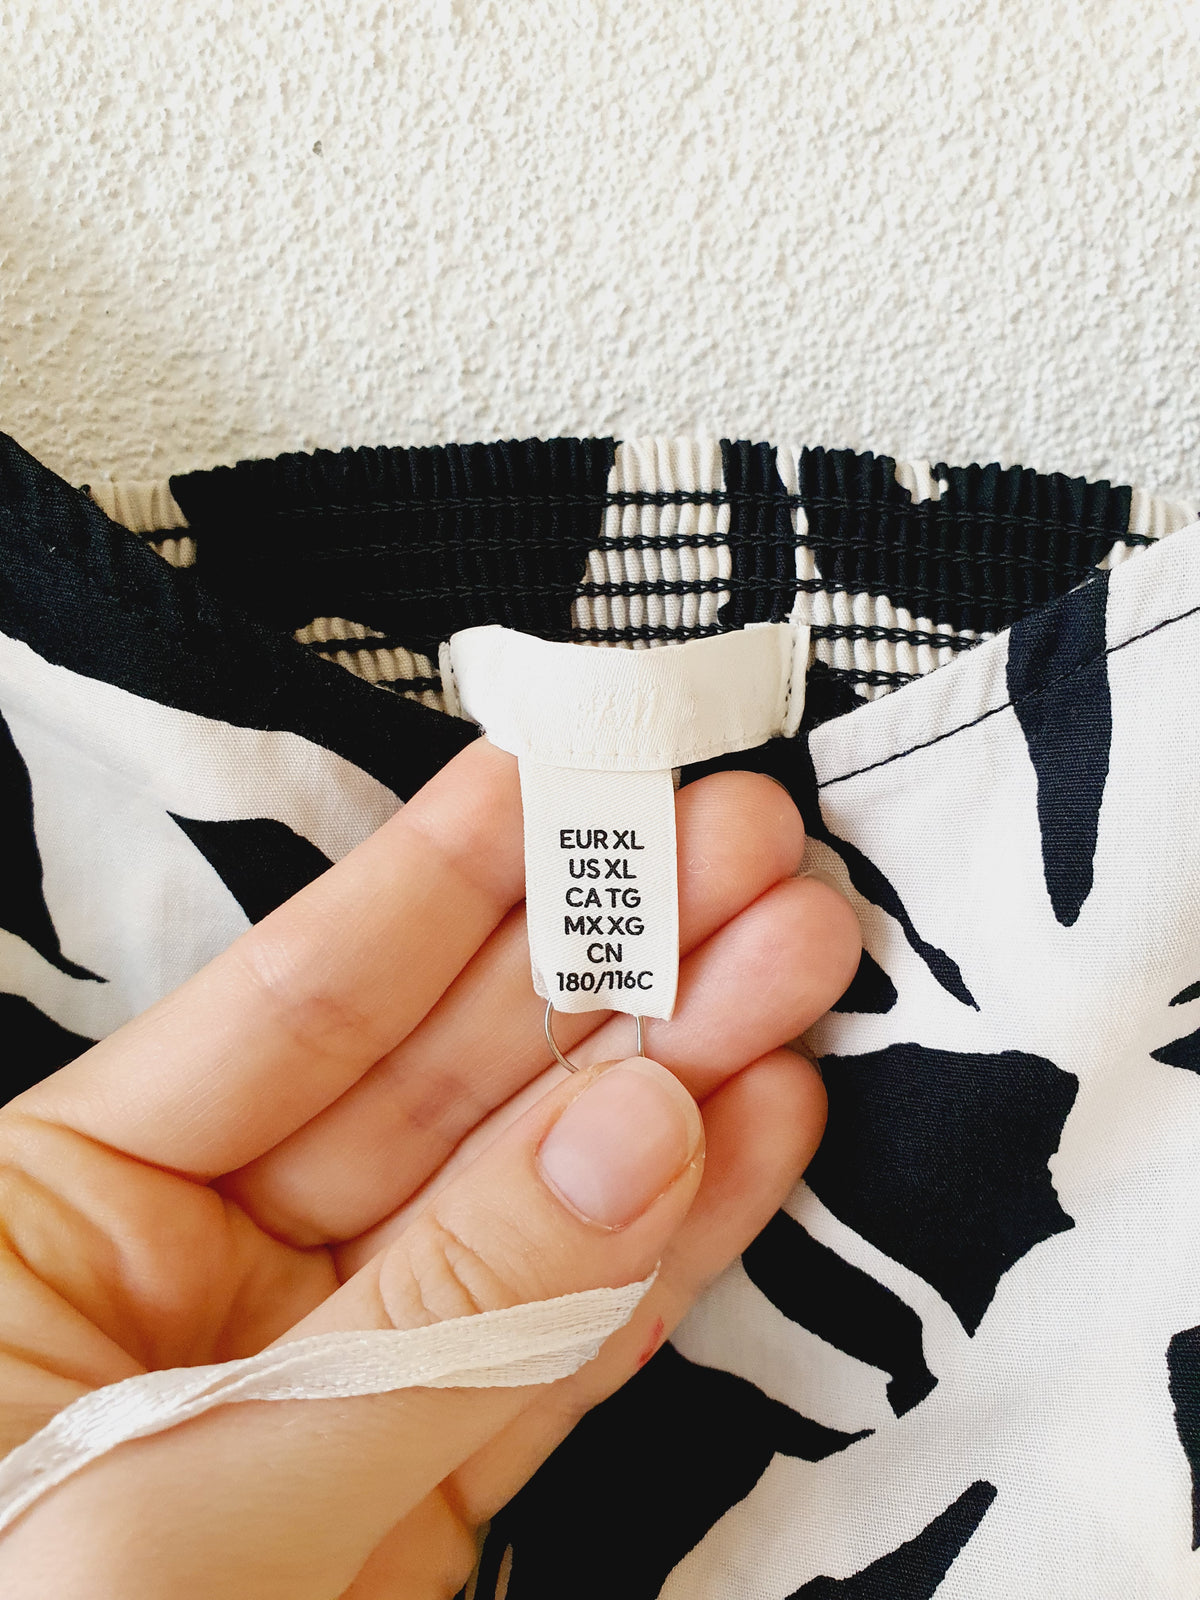 EUR XL
US XL
CA TG
MX XG
CN
180/116C